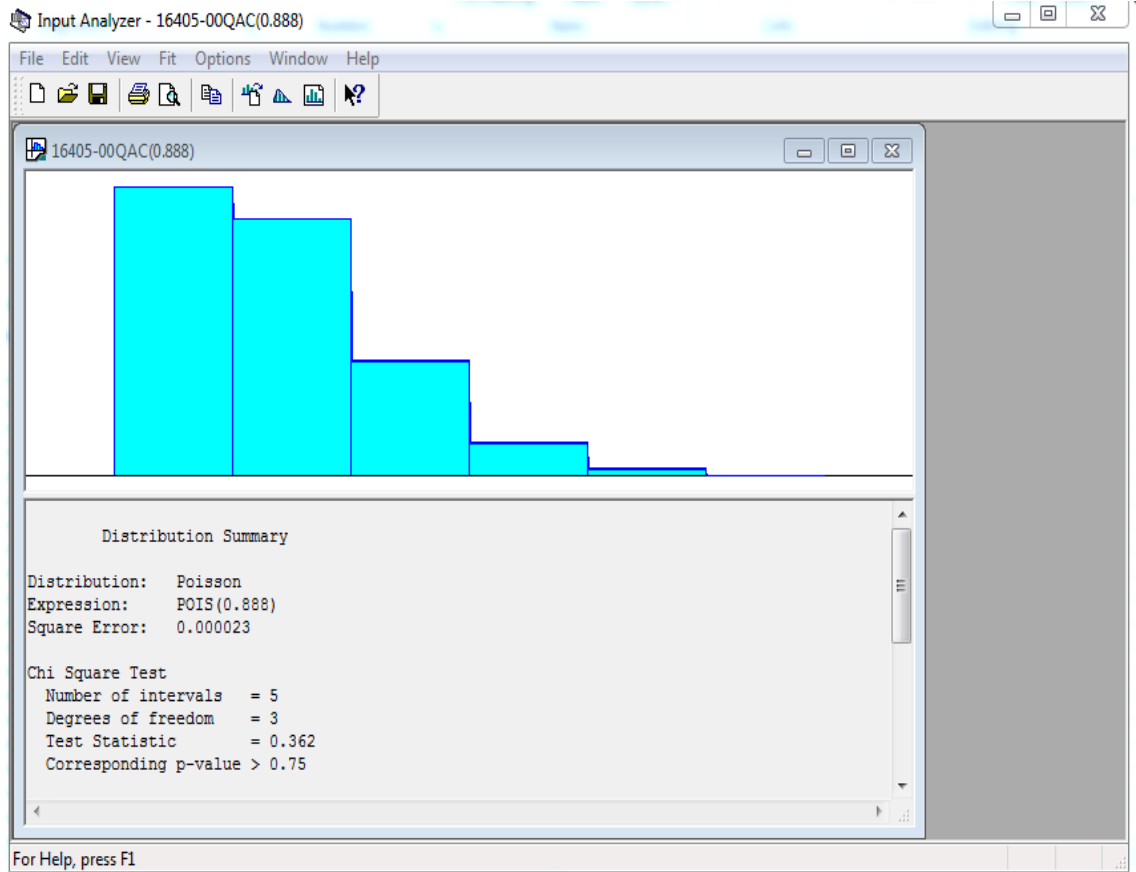 Input Analyzer - 16405-00QAC(0.888)
File Edit View Fit Options Window Help
16405-00QAC(0.888)
Distribution Summary
Distribution: Poisson
Expression: POIS(0.888)
Square Error: 0.000023
Chi Square Test
Number of intervals = 5
Degrees of freedom = 3
Test Statistic = 0.362
Corresponding p-value > 0.75
For Help, press F1